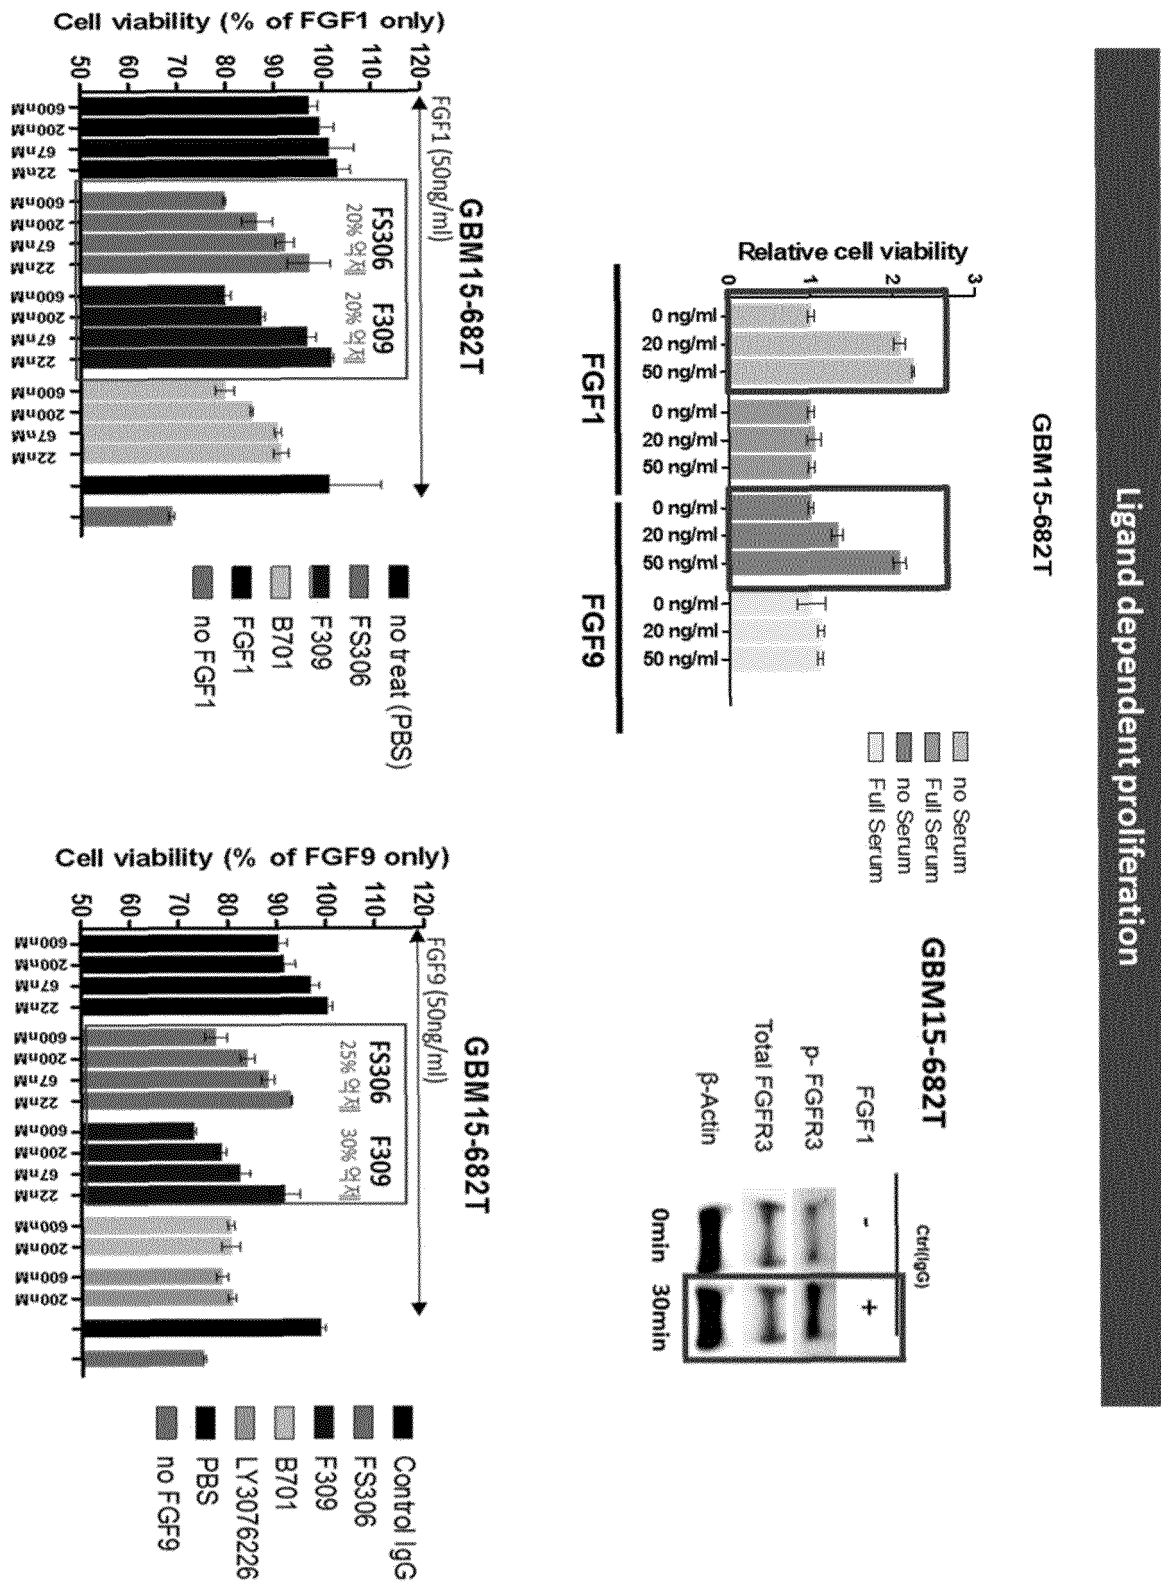 Ligand dependent proliferation
GBM15-682T
Relative cell viability
3
2
1
0
0 ng/ml
20 ng/ml
50 ng/ml
0 ng/ml
20 ng/ml
50 ng/ml
0 ng/ml
20 ng/ml
50 ng/ml
0 ng/ml
20 ng/ml
50 ng/ml
FGF1
FGF9
no Serum
Full Serum
no Serum
Full Serum
GBM15-682T
Ctrl(IgG)
FGF1 - +
p- FGFR3
Total FGFR3
β-Actin
0min 30min
GBM15-682T
FGF1 (50ng/ml)
Cell viability (% of FGF1 only)
120
110
100
90
80
70
60
50
FS306 F309
20% 억제 20% 억제
600nM
200nM
67nM
22nM
600nM
200nM
67nM
22nM
600nM
200nM
67nM
22nM
600nM
200nM
67nM
22nM
no treat (PBS)
FS306
F309
B701
FGF1
no FGF1
GBM15-682T
FGF9 (50ng/ml)
Cell viability (% of FGF9 only)
120
110
100
90
80
70
60
50
FS306 F309
25% 억제 30% 억제
600nM
200nM
67nM
22nM
600nM
200nM
67nM
22nM
600nM
200nM
67nM
22nM
600nM
200nM
600nM
200nM
Control IgG
FS306
F309
B701
LY3076226
PBS
no FGF9